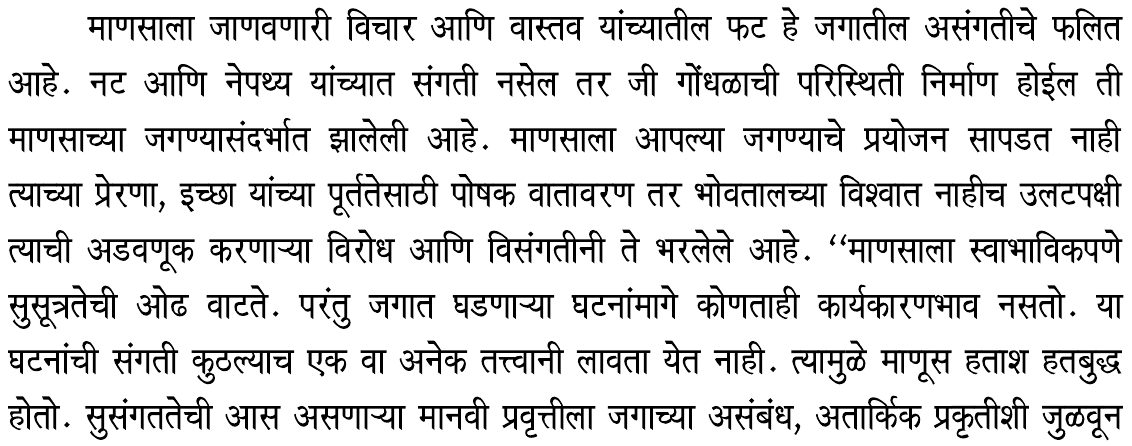 माणसाला जाणवणारी विचार आणि वास्तव यांच्यातील फट हे जगातील असंगतीचे फलित
आहे. नट आणि नेपथ्य यांच्यात संगती नसेल तर जी गोंधळाची परिस्थिती निर्माण होईल ती
माणसाच्या जगण्यासंदर्भात झालेली आहे. माणसाला आपल्या जगण्याचे प्रयोजन सापडत नाही
त्याच्या प्रेरणा, इच्छा यांच्या पूर्ततेसाठी पोषक वातावरण तर भोवतालच्या विश्वात नाहीच उलटपक्षी
त्याची अडवणूक करणाऱ्या विरोध आणि विसंगतीनी ते भरलेले आहे. ‘‘माणसाला स्वाभाविकपणे
सुसूत्रतेची ओढ वाटते. परंतु जगात घडणाऱ्या घटनांमागे कोणताही कार्यकारणभाव नसतो. या
घटनांची संगती कुठल्याच एक वा अनेक तत्त्वानी लावता येत नाही. त्यामुळे माणूस हताश हतबुद्ध
होतो. सुसंगततेची आस असणाऱ्या मानवी प्रवृत्तीला जगाच्या असंबंध, अतार्किक प्रकृतीशी जुळवून